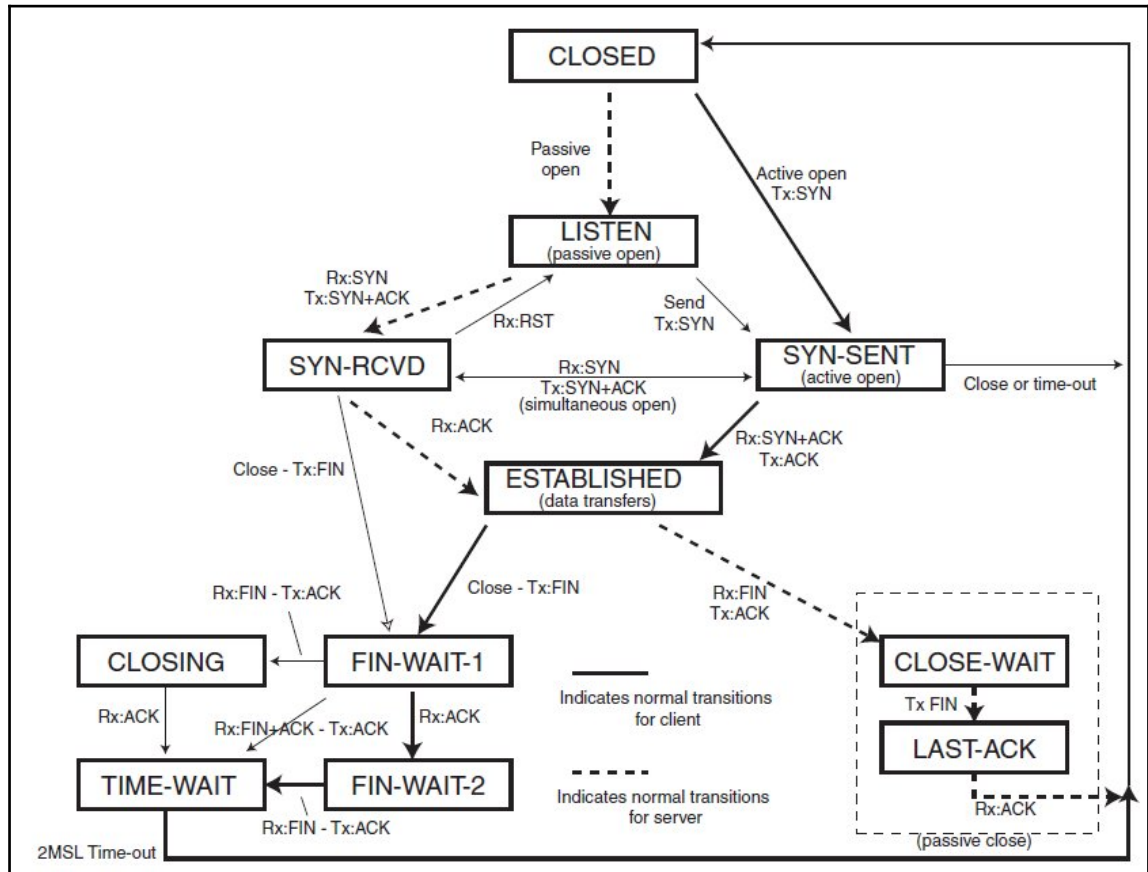 CLOSED
Passive
open
Active open
Tx:SYN
LISTEN
(passive open)
Rx:SYN
Tx:SYN+ACK
Rx:RST
Send
Tx:SYN
SYN-RCVD
Rx:SYN
Tx:SYN+ACK
(simultaneous open)
SYN-SENT
(active open)
Close or time-out
Rx:ACK
Rx:SYN+ACK
Tx:ACK
Close - Tx:FIN
ESTABLISHED
(data transfers)
Rx:FIN - Tx:ACK
Close - Tx:FIN
Rx:FIN
Tx:ACK
CLOSING
FIN-WAIT-1
CLOSE-WAIT
Indicates normal transitions
for client
Rx:ACK
Rx:FIN+ACK - Tx:ACK
Rx:ACK
Tx FIN
LAST-ACK
TIME-WAIT
FIN-WAIT-2
Indicates normal transitions
for server
Rx:ACK
Rx:FIN - Tx:ACK
(passive close)
2MSL Time-out